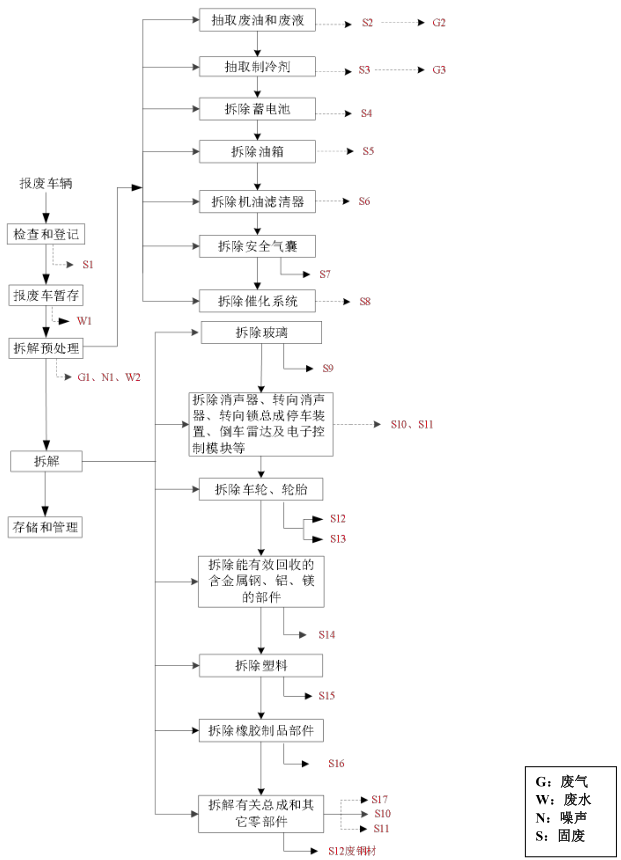 抽取废油和废液
S2
G2
抽取制冷剂
S3
G3
拆除蓄电池
S4
拆除油箱
S5
报废车辆
拆除机油滤清器
S6
检查和登记
拆除安全气囊
S1
S7
报废车暂存
拆除催化系统
S8
W1
拆除玻璃
拆解预处理
G1、N1、W2
S9
拆除消声器、转向消声
器、转向锁总成停车装
置、倒车雷达及电子控
制模块等
S10、S11
拆解
拆除车轮、轮胎
S12
S13
存储和管理
拆除能有效回收的
含金属钢、铝、镁
的部件
S14
拆除塑料
S15
拆除橡胶制品部件
S16
拆解有关总成和其
它零部件
S17
S10
S11
S12废钢材
G：废气
W：废水
N：噪声
S：固废